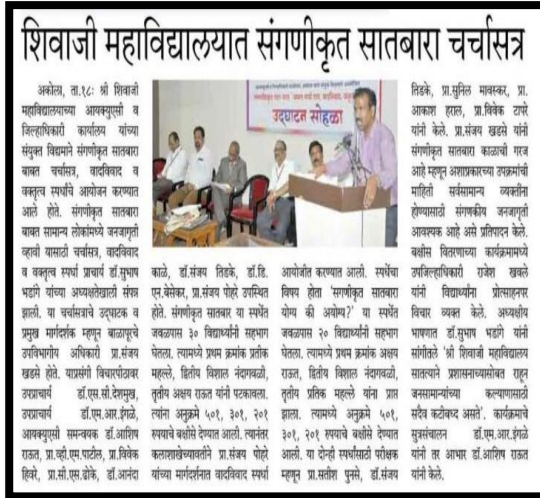 शिवाजी महाविद्यालयात संगणीकृत सातबारा चर्चासत्र
अकोला, ता.१८: श्री शिवाजी
महाविद्यालयाच्या आयक्युएसी व
जिल्हाधिकारी कार्यालय यांच्या
संयुक्त विद्यमाने संगणीकृत सातबारा
बाबत चर्चासत्र, वादविवाद व
वक्तृत्व स्पर्धांचे आयोजन करण्यात
आले होते. संगणीकृत सातबारा
बाबत सामान्य लोकांमध्ये जनजागृती
व्हावी यासाठी चर्चासत्र, वादविवाद
व वक्तृत्व स्पर्धा प्राचार्य डॉ.सुभाष
भडांगे यांच्या अध्यक्षतेखाली संपन्न
झाली. या चर्चासत्राचे उद्घाटक व
प्रमुख मार्गदर्शक म्हणून बाळापूरचे
उपविभागीय अधिकारी प्रा.संजय
खडसे होते. याप्रसंगी विचारपीठावर
उपप्राचार्य डॉ.एस.सी.देशमुख,
उपप्राचार्य डॉ.एम.आर.इंगळे,
आयक्युएसी समन्वयक डॉ.आशिष
राऊत, प्रा.व्ही.एम.पाटील, प्रा.विवेक
हिवरे, प्रा.सी.एस.ढोके, डॉ.आनंदा
उद्घाटन सोहळा
काळे, डॉ.संजय तिडके, डॉ.डि.
एन.बेसेकर, प्रा.संजय पोहरे उपस्थित
होते. संगणीकृत सातबार या स्पर्धेत
जवळपास ३० विद्यार्थांनी सहभाग
घेतला. त्यामध्ये प्रथम क्रमांक प्रतीक
महल्ले, द्वितीय विशाल नंदागवळी,
तृतीय अक्षय राऊत यांनी पटकावला.
त्यांना अनुक्रमे ५०१, ३०१, २०१
रुपयाचे बक्षीसे देण्यात आली. त्यानंतर
कलाशाखेच्यावतीने प्रा.संजय पोहरे
यांच्या मार्गदर्शनात वादविवाद स्पर्धा
आयोजीत करण्यात आली. स्पर्धेचा
विषय होता 'सगणीकृत सातबारा
योग्य की अयोग्य?' या स्पर्धेत
जवळपास २० विद्यार्थांनी सहभाग
घेतला. त्यामध्ये प्रथम क्रमांक अक्षय
राऊत, द्वितीय विशाल नंदागवळी,
तृतीय प्रतिक महल्ले यांना प्राप्त
झाला. त्यामध्ये अनुक्रमे ५०१,
३०१, २०१ रुपयाचे बक्षीसे देण्यात
आली. या दोन्ही स्पर्धांसाठी परीक्षक
म्हणून प्रा.सतीश पुनसे, डॉ.संजय
तिडके, प्रा.सुनिल मावस्कर, प्रा.
आकाश हराल, प्रा.विवेक टापरे
यांनी केले. प्रा.संजय खडसे यांनी
संगणीकृत सातबारा काळाची गरज
आहे म्हणून अशाप्रकारच्या उपक्रमांची
माहिती सर्वसामान्य व्यक्तींना
होण्यासाठी संगणकीय जनजागृती
आवश्यक आहे असे प्रतिपादन केले.
बक्षीस वितरणाच्या कार्यक्रमामध्ये
उपजिल्हाधिकारी राजेश खवले
यांनी विद्यार्थांना प्रोत्साहनपर
विचार व्यक्त केले. अध्यक्षीय
भाषणात डॉ.सुभाष भडांगे यांनी
सांगीतले 'श्री शिवाजी महाविद्यालय
सातत्याने प्रशासनाच्यासोबत राहून
जनसामान्यांच्या कल्याणासाठी
सदैव कटीबध्द असते'. कार्यक्रमाचे
सुत्रसंचालन डॉ.एम.आर.इंगळे
यांनी तर आभार डॉ.आशिष राऊत
यांनी केले.